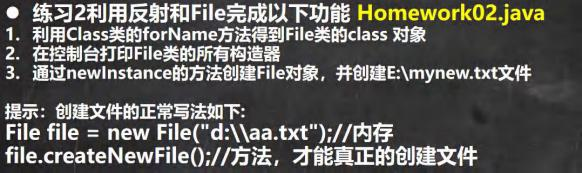 ● 练习2利用反射和File完成以下功能 Homework02.java
1. 利用Class类的forName方法得到File类的class 对象
2. 在控制台打印File类的所有构造器
3. 通过newInstance的方法创建File对象，并创建E:\mynew.txt文件
提示：创建文件的正常写法如下:
File file = new File("d:\\aa.txt");//内存
file.createNewFile();//方法，才能真正的创建文件